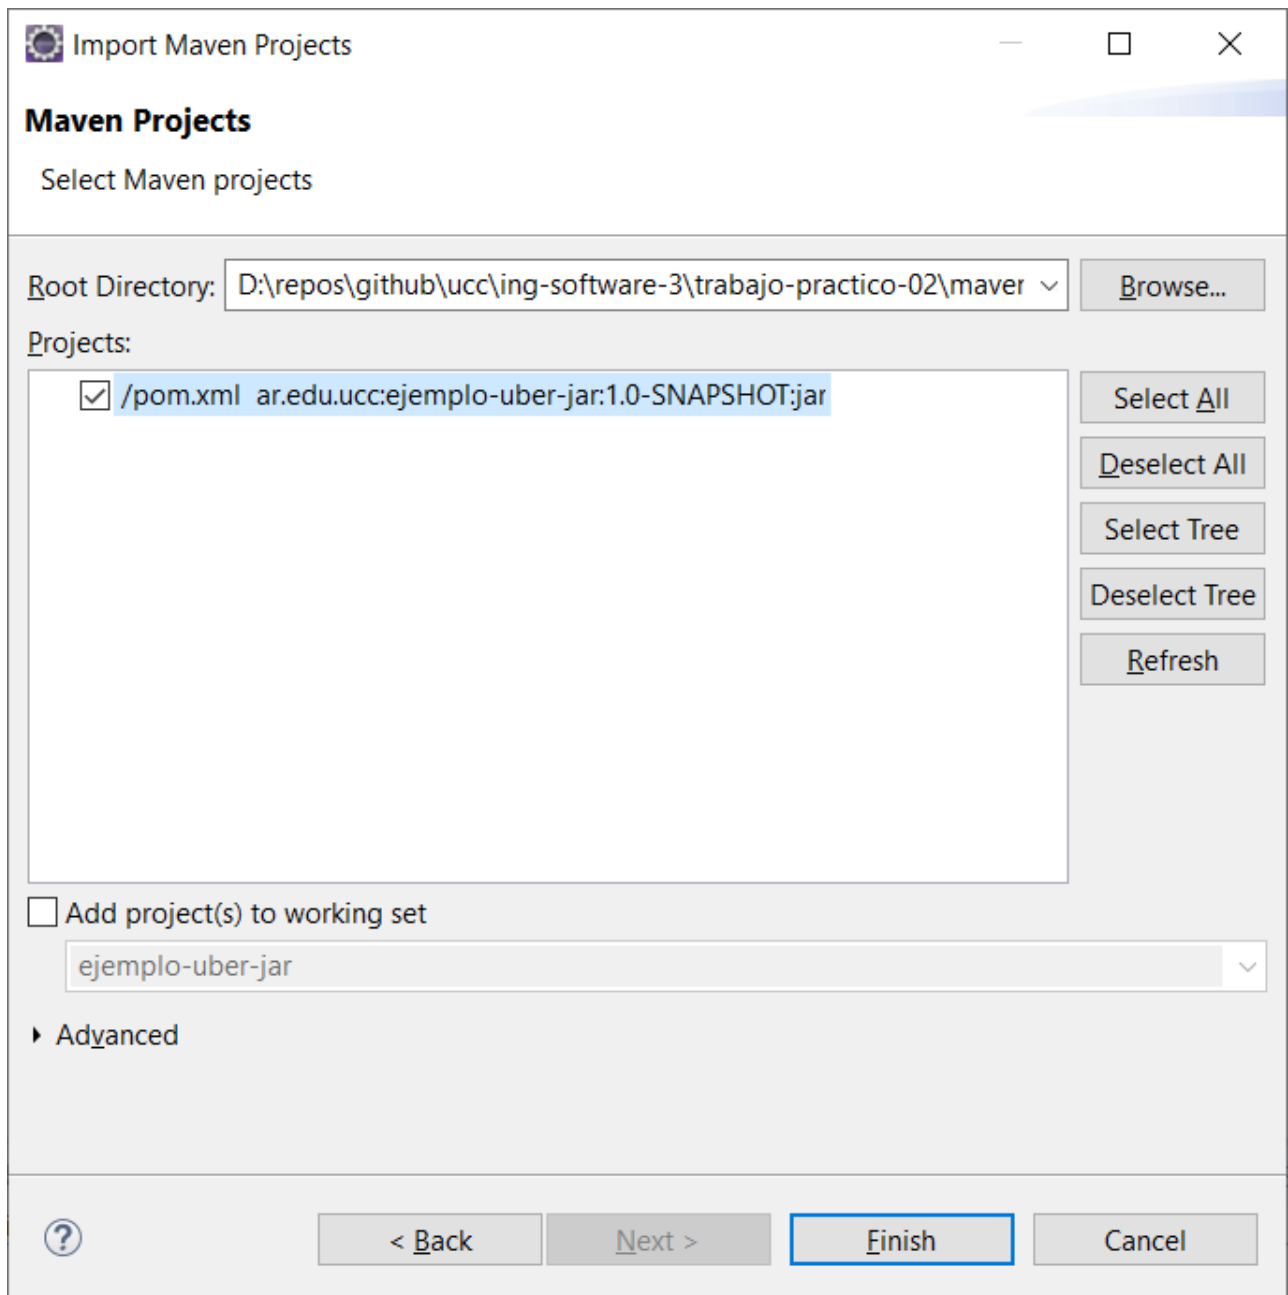 Import Maven Projects
Maven Projects
Select Maven projects
Root Directory: D:\repos\github\ucc\ing-software-3\trabajo-practico-02\maver Browse...
Projects:
/pom.xml ar.edu.ucc:ejemplo-uber-jar:1.0-SNAPSHOT:jar
Select All
Deselect All
Select Tree
Deselect Tree
Refresh
Add project(s) to working set
ejemplo-uber-jar
Advanced
? < Back Next > Finish Cancel